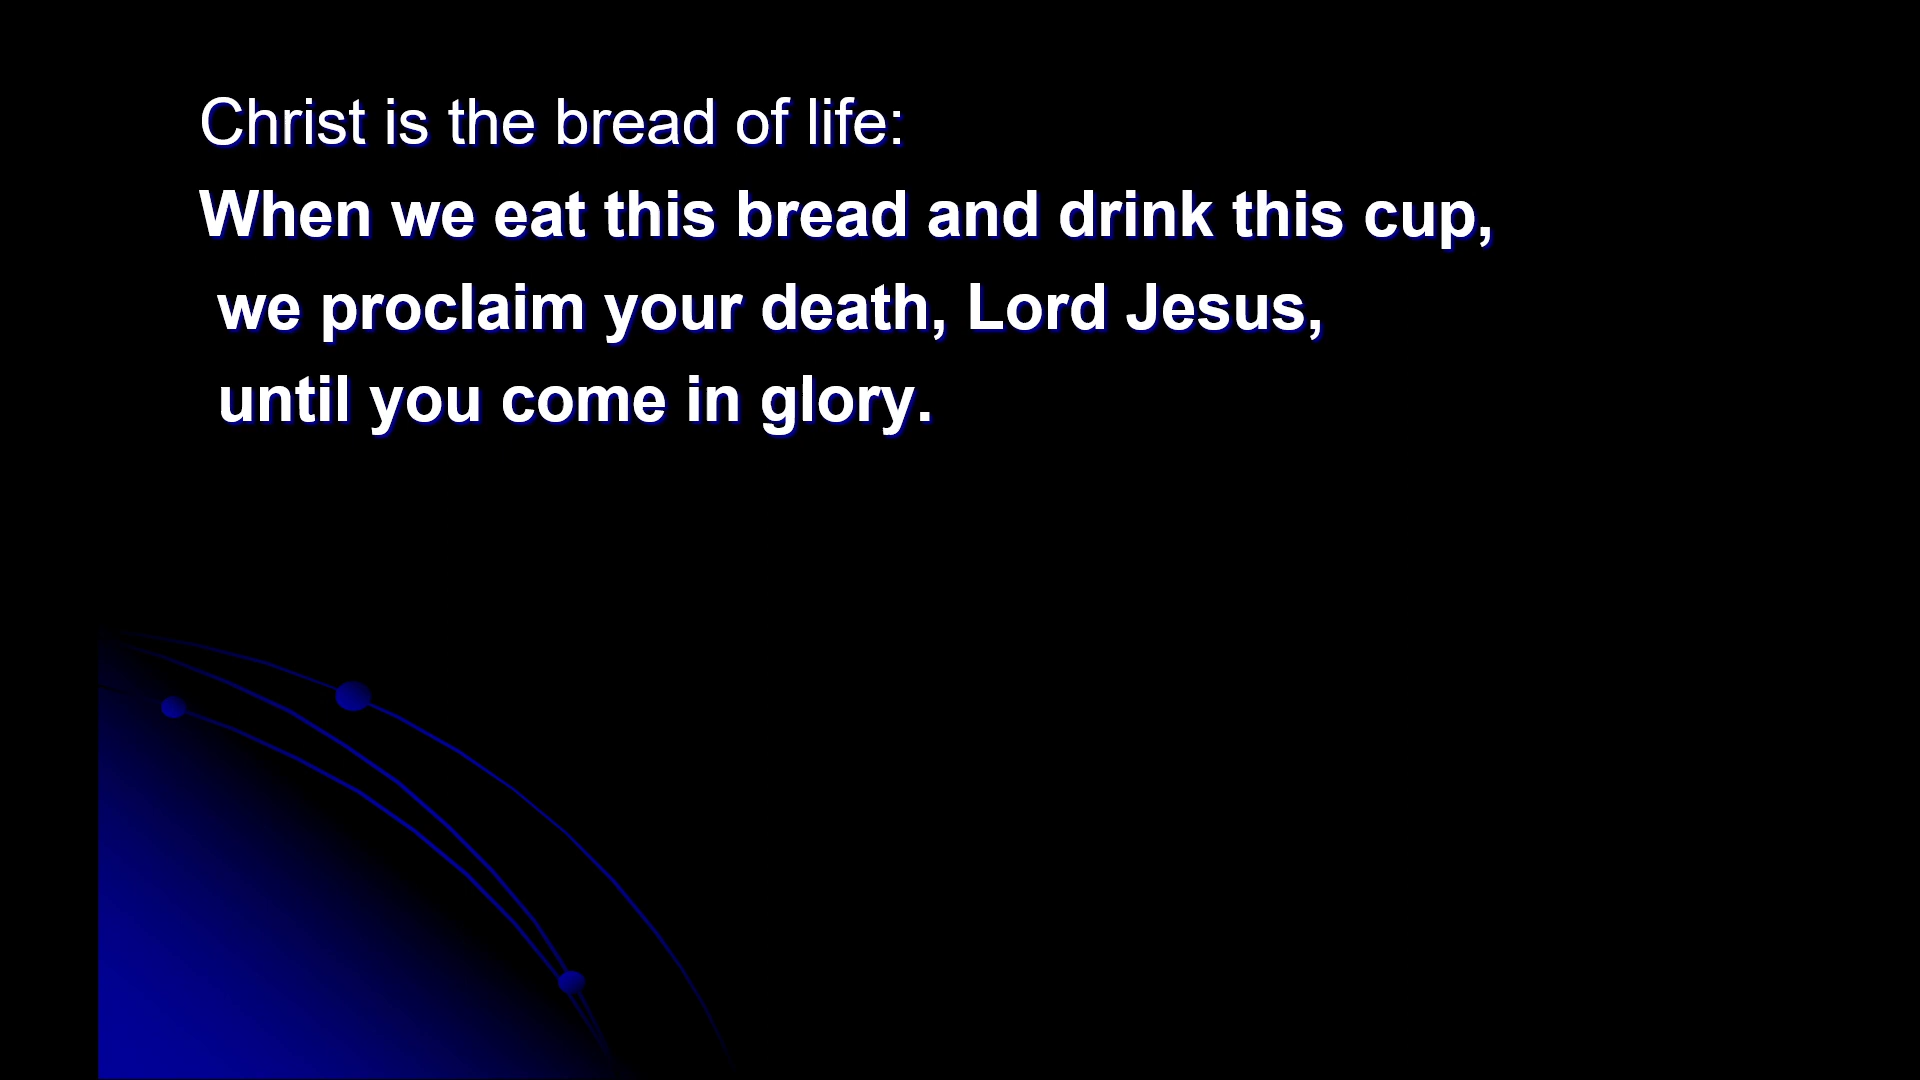 Christ is the bread of life:
When we eat this bread and drink this cup,
we proclaim your death, Lord Jesus,
until you come in glory.